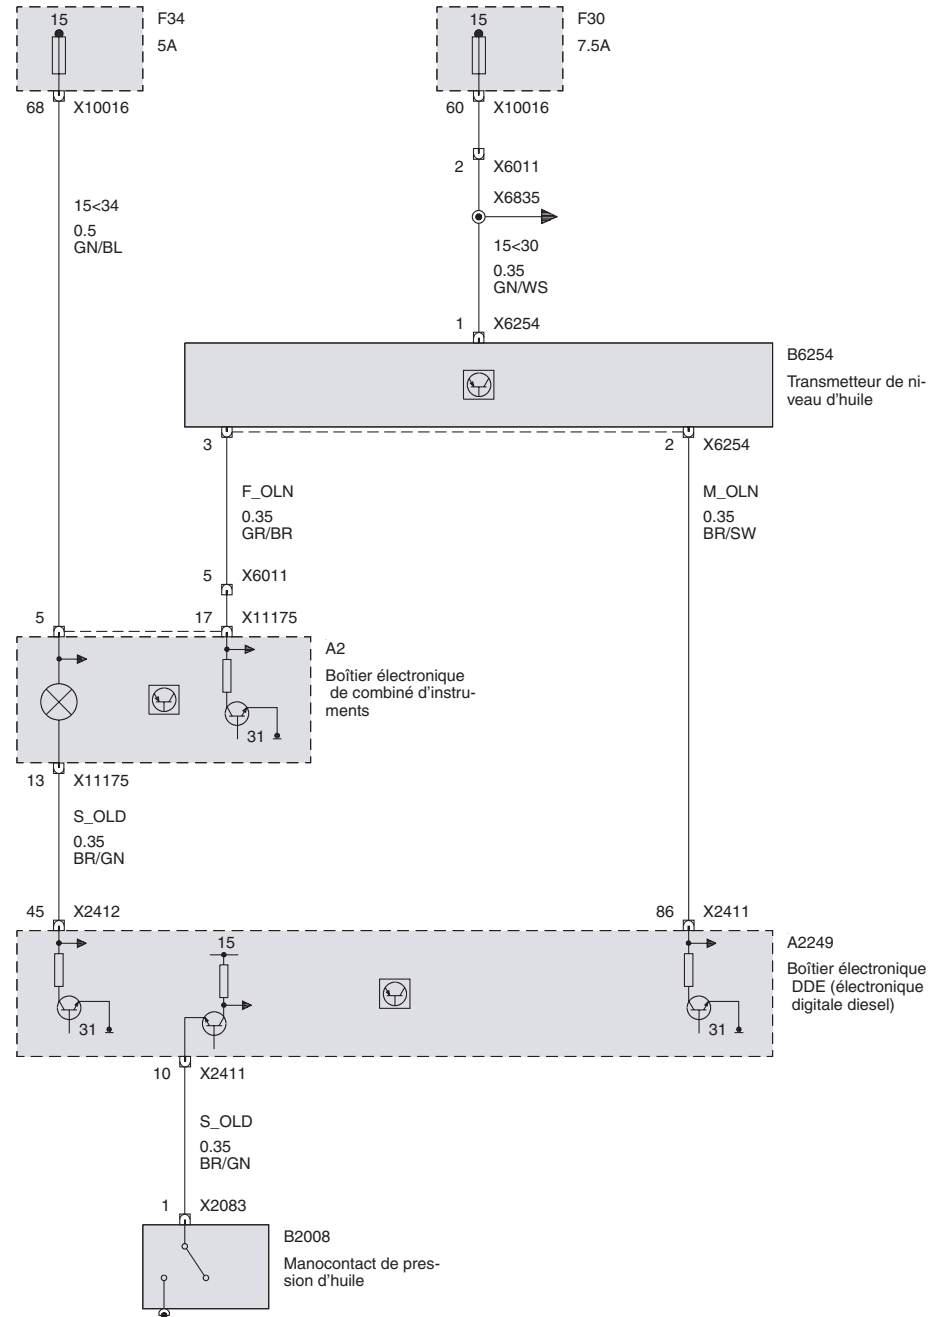 15
F34
5A
68
X10016
15
F30
7.5A
60
X10016
2
X6011
X6835
15<34
0.5
GN/BL
15<30
0.35
GN/WS
1
X6254
B6254
Transmetteur de ni-
veau d'huile
3
2
X6254
F_OLN
0.35
GR/BR
M_OLN
0.35
BR/SW
5
X6011
5
17
X11175
A2
Boîtier électronique
de combiné d'instru-
ments
31
13
X11175
S_OLD
0.35
BR/GN
45
X2412
86
X2411
15
A2249
Boîtier électronique
DDE (électronique
digitale diesel)
31
31
10
X2411
S_OLD
0.35
BR/GN
1
X2083
B2008
Manocontact de pres-
sion d'huile